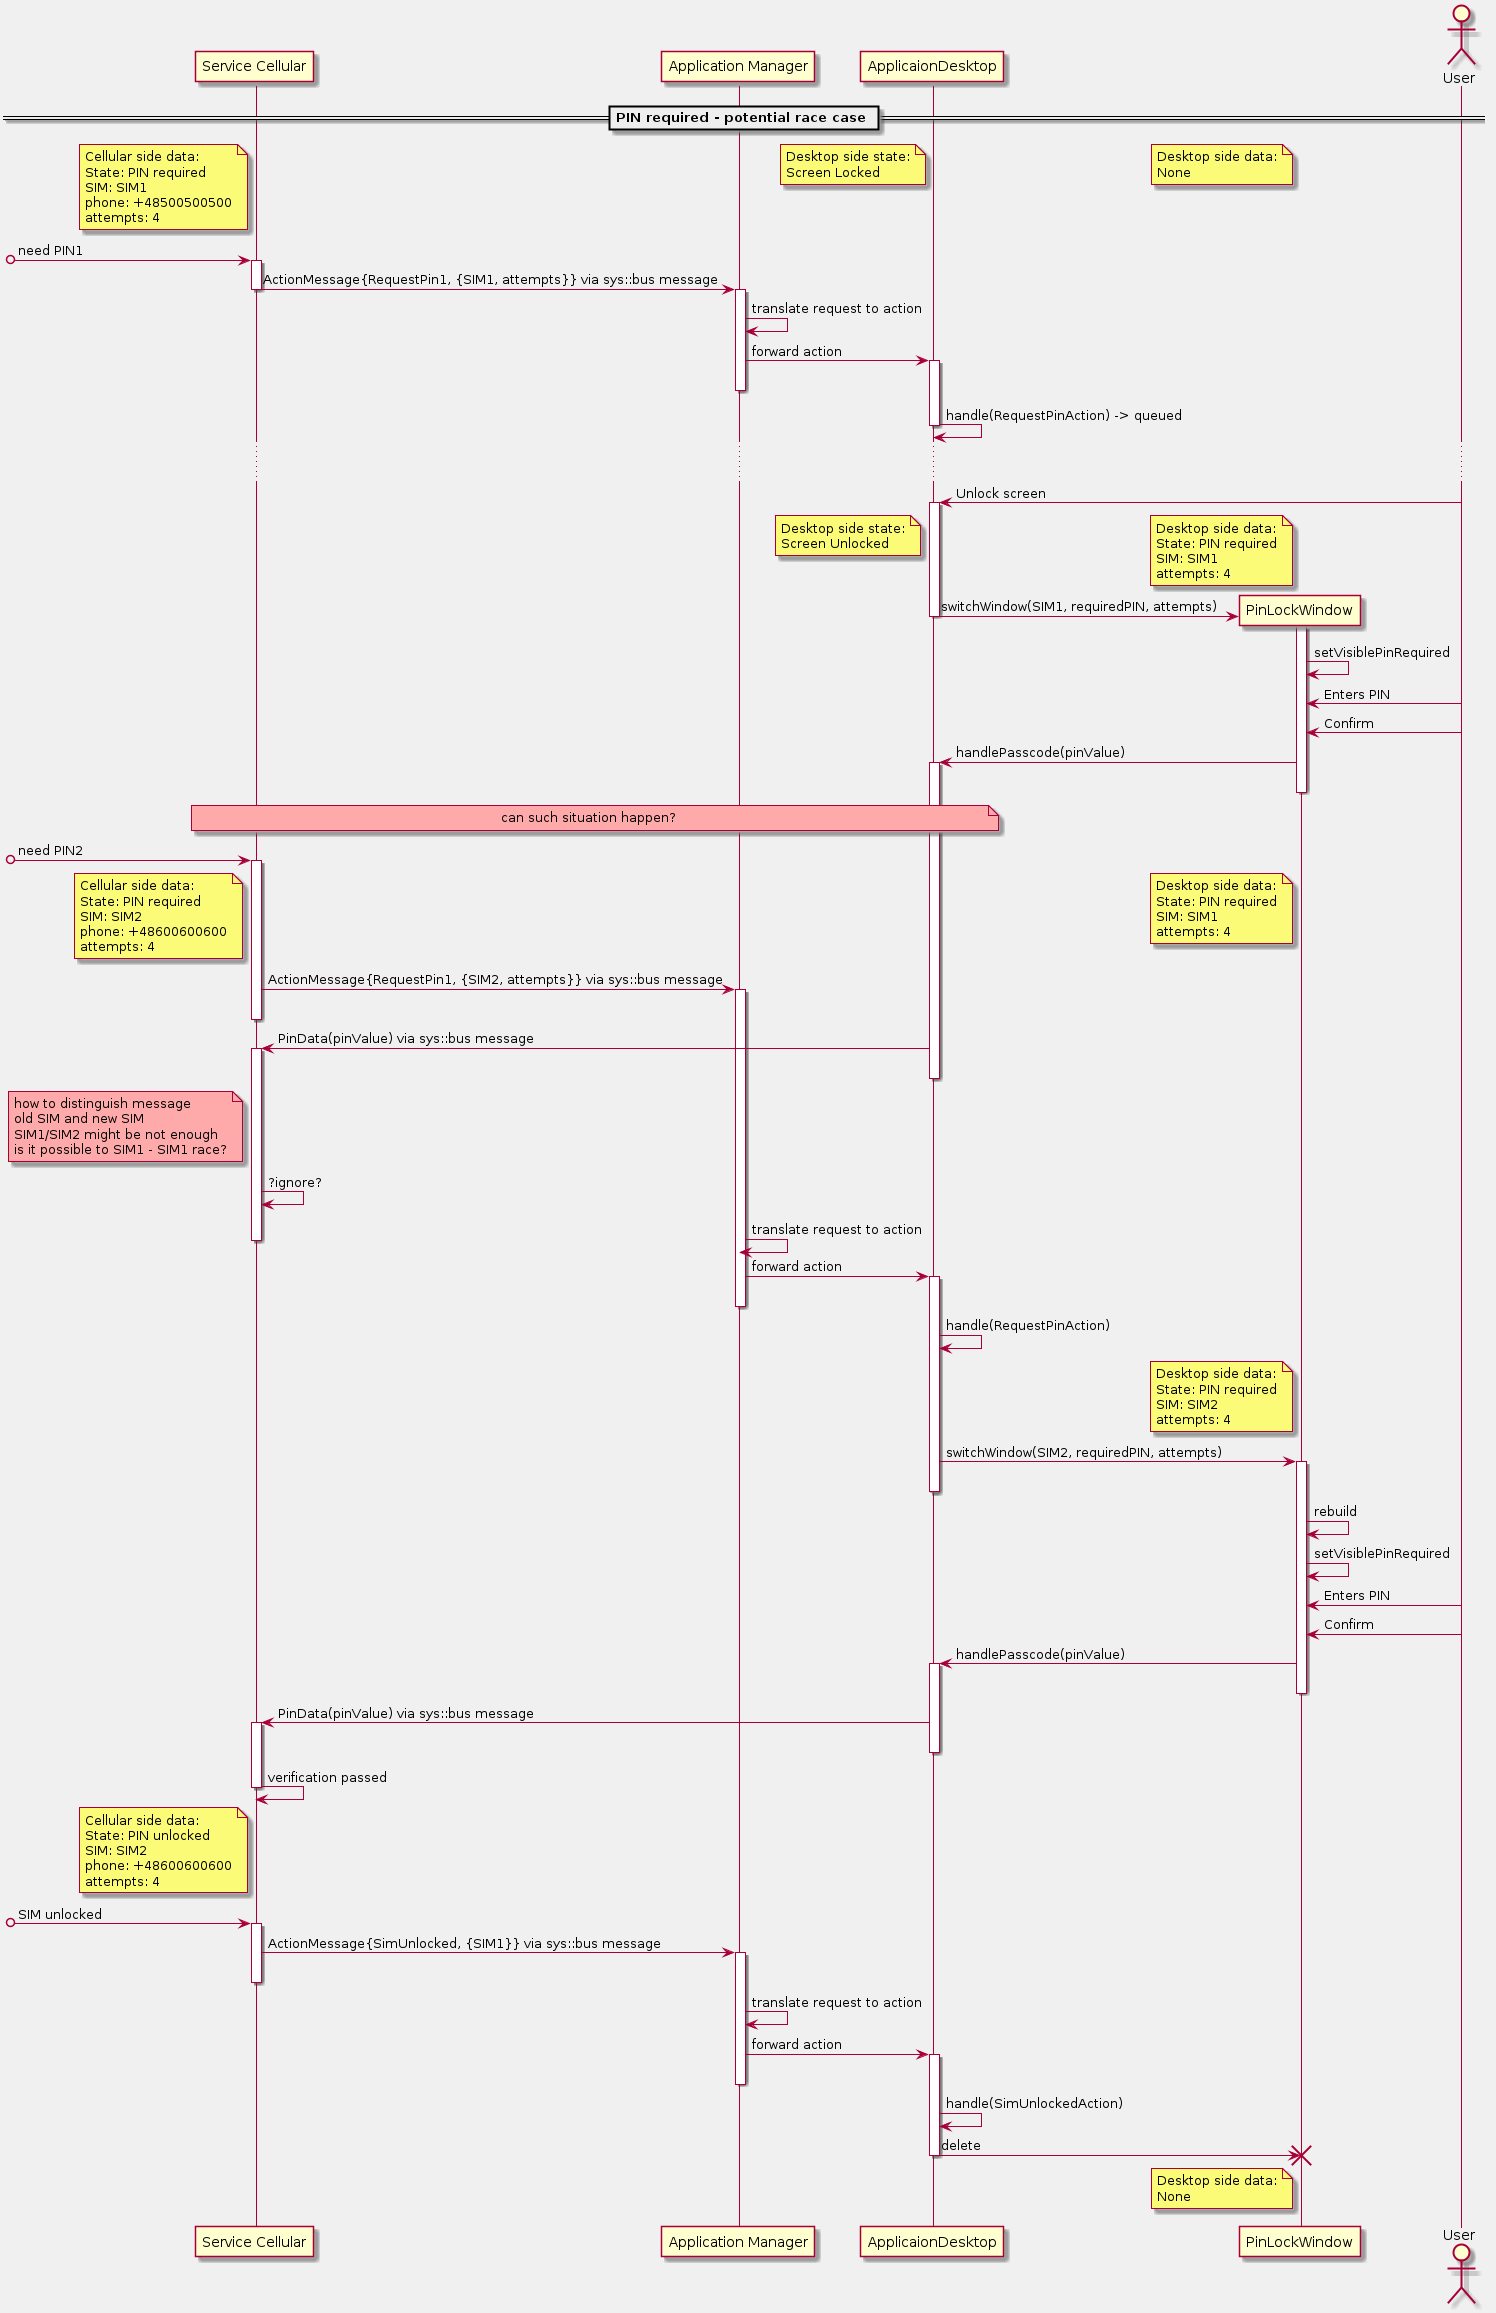 User
Service Cellular
Application Manager
ApplicaionDesktop
PIN required - potential race case
Cellular side data:
State: PIN required
SIM: SIM1
phone: +48500500500
attempts: 4
Desktop side state:
Screen Locked
Desktop side data:
None
need PIN1
ActionMessage{RequestPin1, {SIM1, attempts}} via sys::bus message
translate request to action
forward action
handle(RequestPinAction) -> queued
Unlock screen
Desktop side state:
Screen Unlocked
Desktop side data:
State: PIN required
SIM: SIM1
attempts: 4
switchWindow(SIM1, requiredPIN, attempts)
PinLockWindow
setVisiblePinRequired
Enters PIN
Confirm
handlePasscode(pinValue)
can such situation happen?
need PIN2
Cellular side data:
State: PIN required
SIM: SIM2
phone: +48600600600
attempts: 4
Desktop side data:
State: PIN required
SIM: SIM1
attempts: 4
ActionMessage{RequestPin1, {SIM2, attempts}} via sys::bus message
PinData(pinValue) via sys::bus message
how to distinguish message
old SIM and new SIM
SIM1/SIM2 might be not enough
is it possible to SIM1 - SIM1 race?
?ignore?
translate request to action
forward action
handle(RequestPinAction)
Desktop side data:
State: PIN required
SIM: SIM2
attempts: 4
switchWindow(SIM2, requiredPIN, attempts)
rebuild
setVisiblePinRequired
Enters PIN
Confirm
handlePasscode(pinValue)
PinData(pinValue) via sys::bus message
verification passed
Cellular side data:
State: PIN unlocked
SIM: SIM2
phone: +48600600600
attempts: 4
SIM unlocked
ActionMessage{SimUnlocked, {SIM1}} via sys::bus message
translate request to action
forward action
handle(SimUnlockedAction)
delete
Desktop side data:
None
Service Cellular
Application Manager
ApplicaionDesktop
PinLockWindow
User